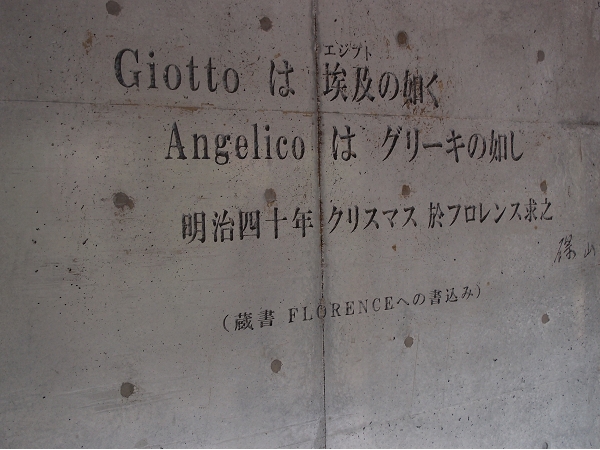 エジプト
Giotto は 埃及の如く
Angelico は グリーキの如し
明治四十年 クリスマス 於フロレンス求之
碌山
(蔵書 FLORENCEへの書込み)